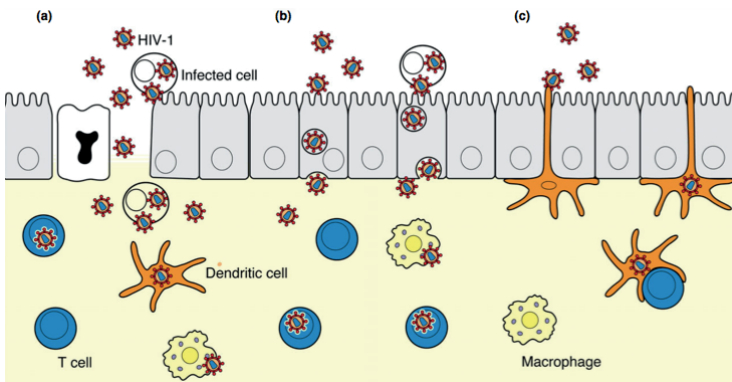 (a)
(b)
(c)
HIV-1
Infected cell
Dendritic cell
T cell
Macrophage